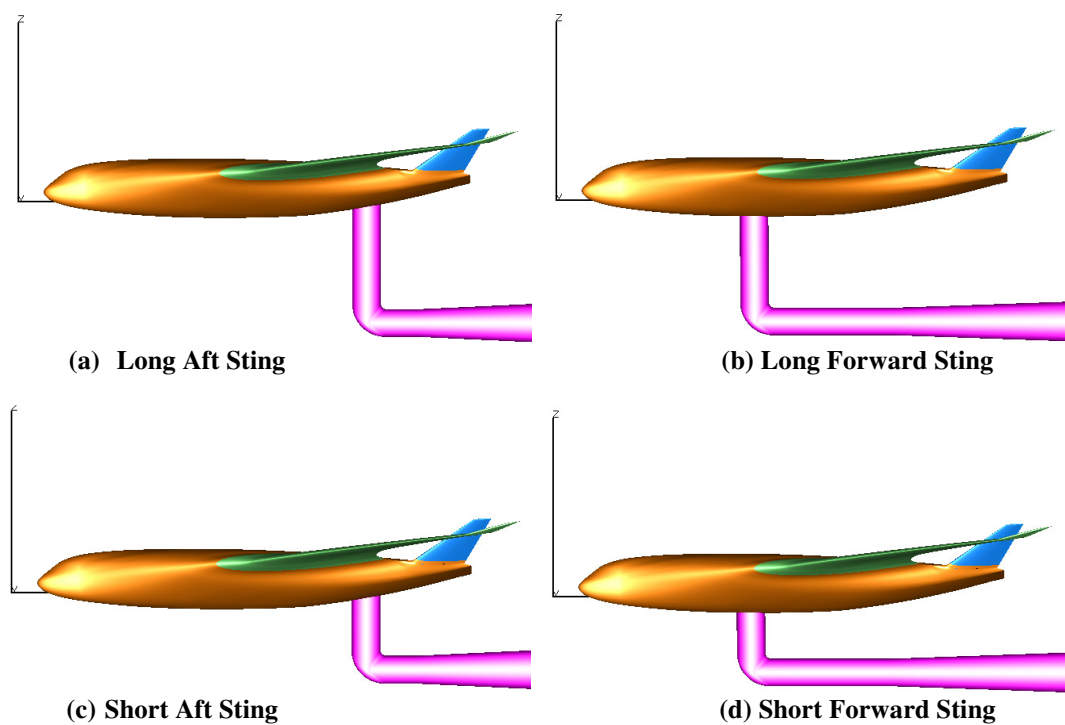 Z
Z
Y
Y
(a) Long Aft Sting
(b) Long Forward Sting
Z
Z
Y
Y
(c) Short Aft Sting
(d) Short Forward Sting